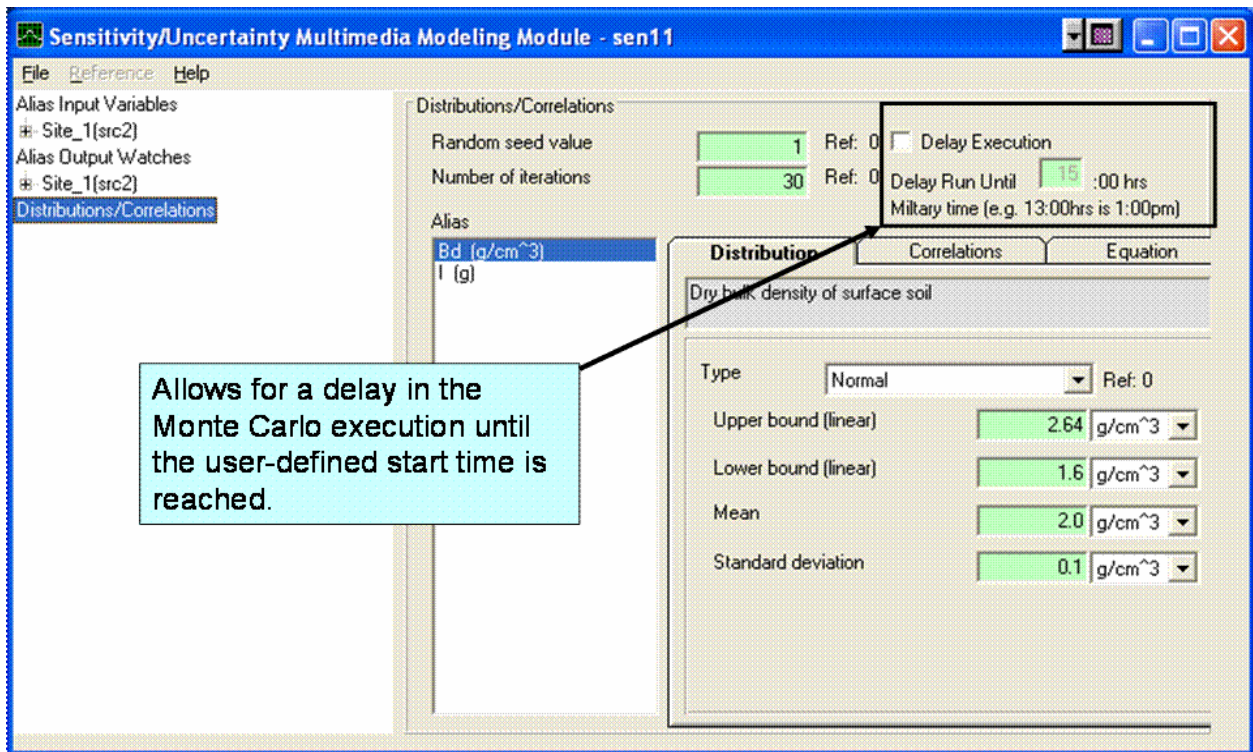 Sensitivity/Uncertainty Multimedia Modeling Module - sen11
File Reference Help
Alias Input Variables
Site_1(src2)
Alias Output Watches
Site_1(src2)
Distributions/Correlations
Distributions/Correlations
Random seed value 1 Ref: 0
Number of iterations 30 Ref: 0
Delay Execution
Delay Run Until 15 :00 hrs
Miltary time (e.g. 13:00hrs is 1:00pm)
Alias
Bd (g/cm^3)
I (g)
Distribution Correlations Equation
Dry bulk density of surface soil
Type Normal Ref: 0
Upper bound (linear) 2.64 g/cm^3
Lower bound (linear) 1.6 g/cm^3
Mean 2.0 g/cm^3
Standard deviation 0.1 g/cm^3
Allows for a delay in the
Monte Carlo execution until
the user-defined start time is
reached.